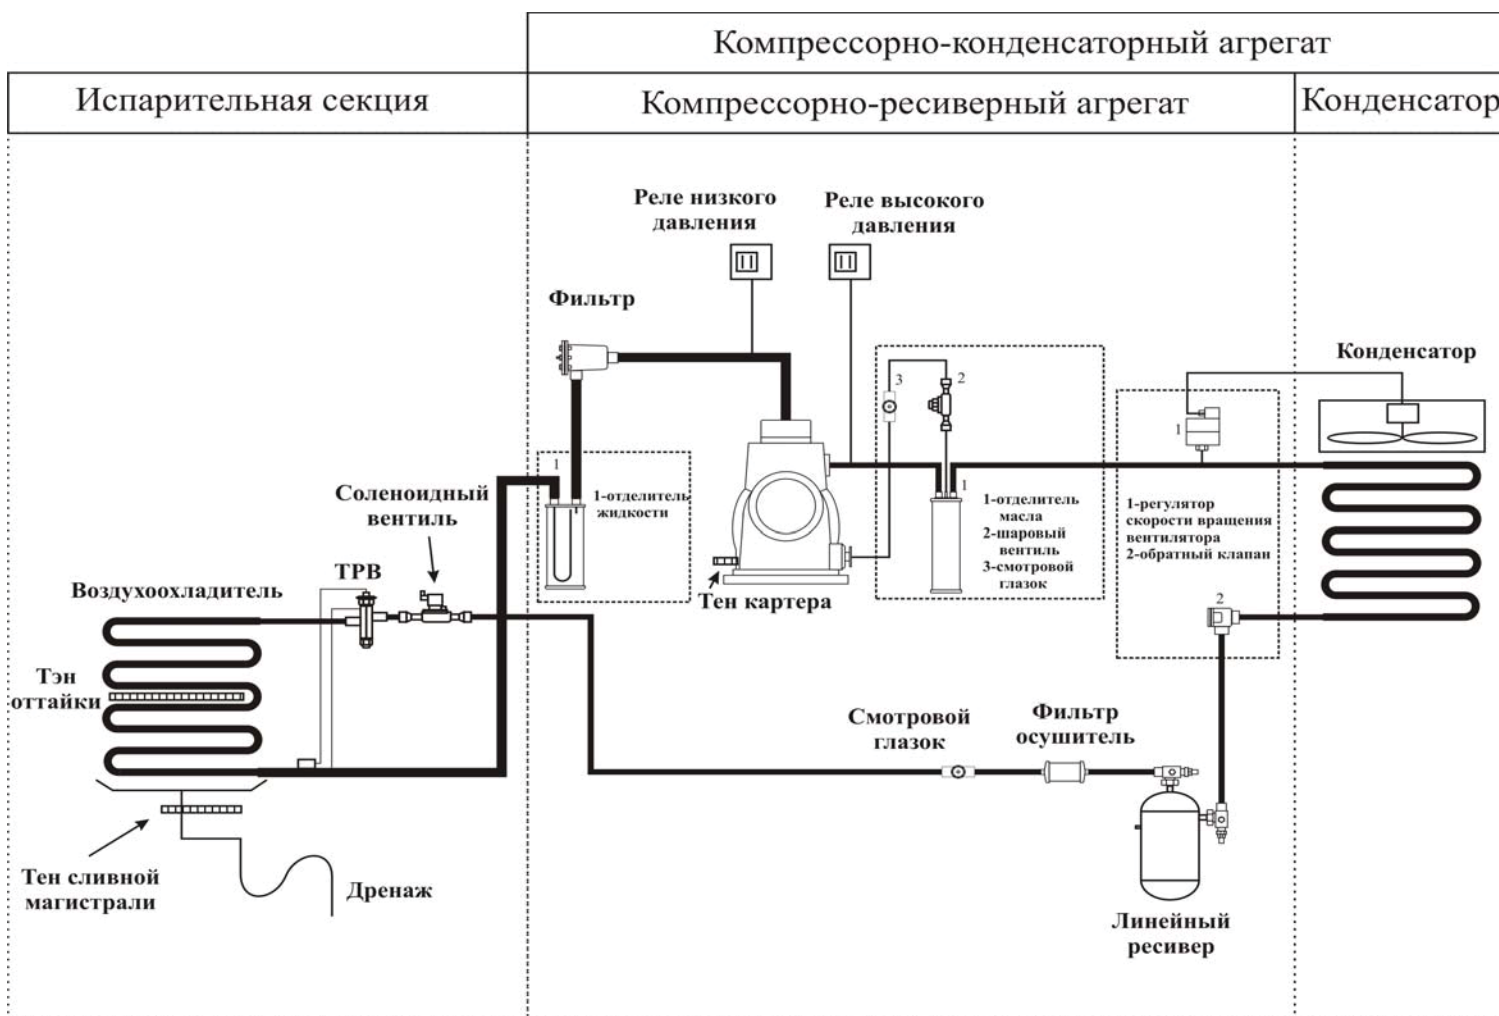 Компрессорно-конденсаторный агрегат
Испарительная секция
Компрессорно-ресиверный агрегат
Конденсатор
Реле низкого
давления
Реле высокого
давления
Фильтр
Конденсатор
3
2
1
1
1
1-отделитель
жидкости
Соленоидный
вентиль
1-отделитель
масла
2-шаровый
вентиль
3-смотровой
глазок
1-регулятор
скорости вращения
вентилятора
2-обратный клапан
ТРВ
Воздухоохладитель
Тен картера
2
Тэн
оттайки
Смотровой
глазок
Фильтр
осушитель
Тен сливной
магистрали
Дренаж
Линейный
ресивер